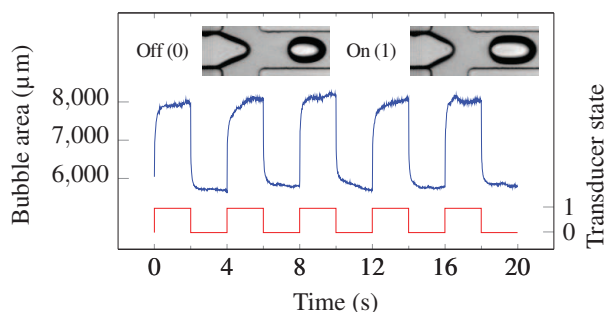 Off (0)
On (1)
Bubble area (μm)
8,000
7,000
6,000
Transducer state
1
0
0 4 8 12 16 20
Time (s)